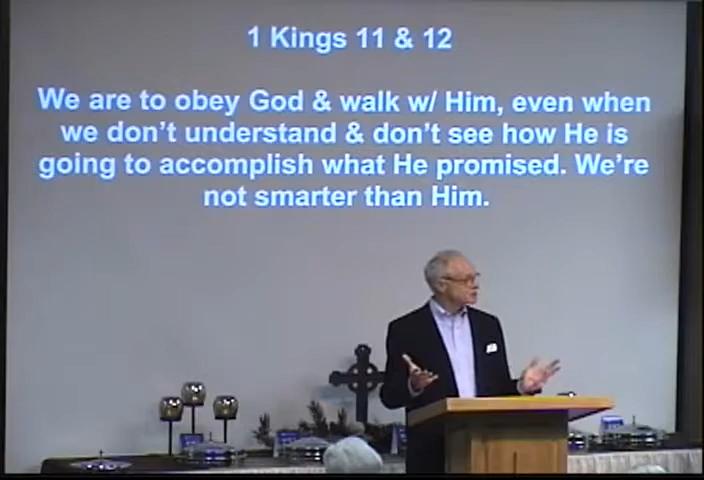 1 Kings 11 & 12
We are to obey God & walk w/ Him, even when
we don't understand & don't see how He is
going to accomplish what He promised. We're
not smarter than Him.